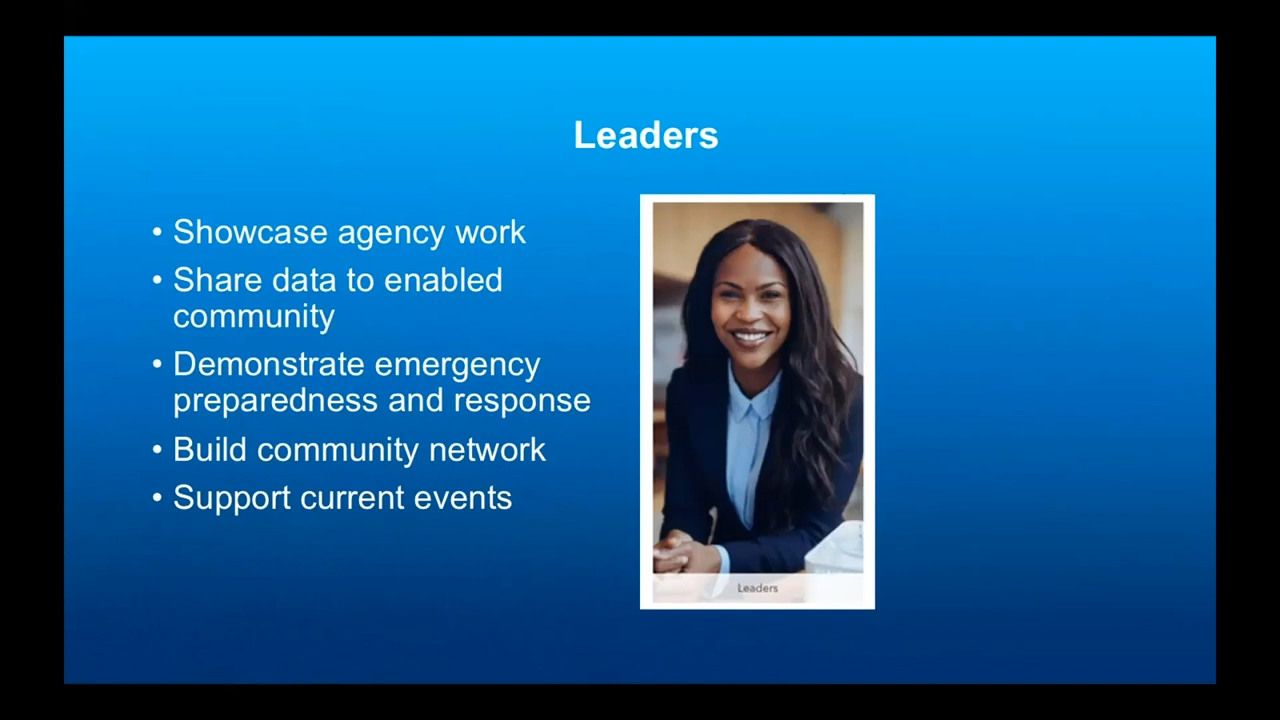 Leaders
• Showcase agency work
• Share data to enabled
community
• Demonstrate emergency
preparedness and response
• Build community network
• Support current events
Leaders